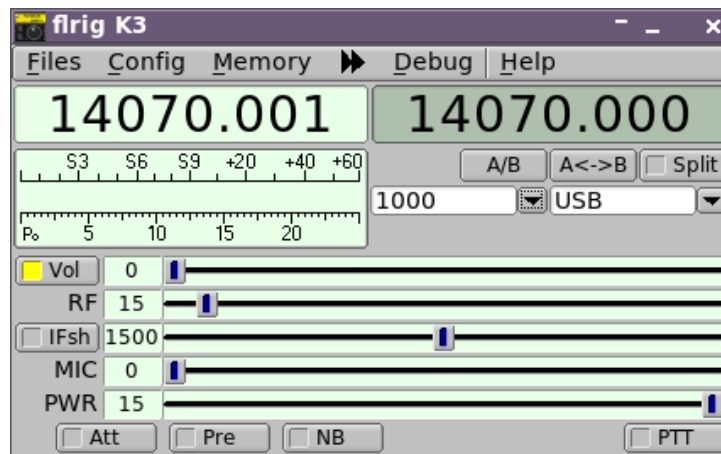 flrig K3
Files Config Memory Debug Help
14070.001 14070.000
S3 S6 S9 +20 +40 +60
A/B A<->B Split
1000 USB
Po 5 10 15 20
Vol 0
RF 15
IFsh 1500
MIC 0
PWR 15
Att Pre NB PTT